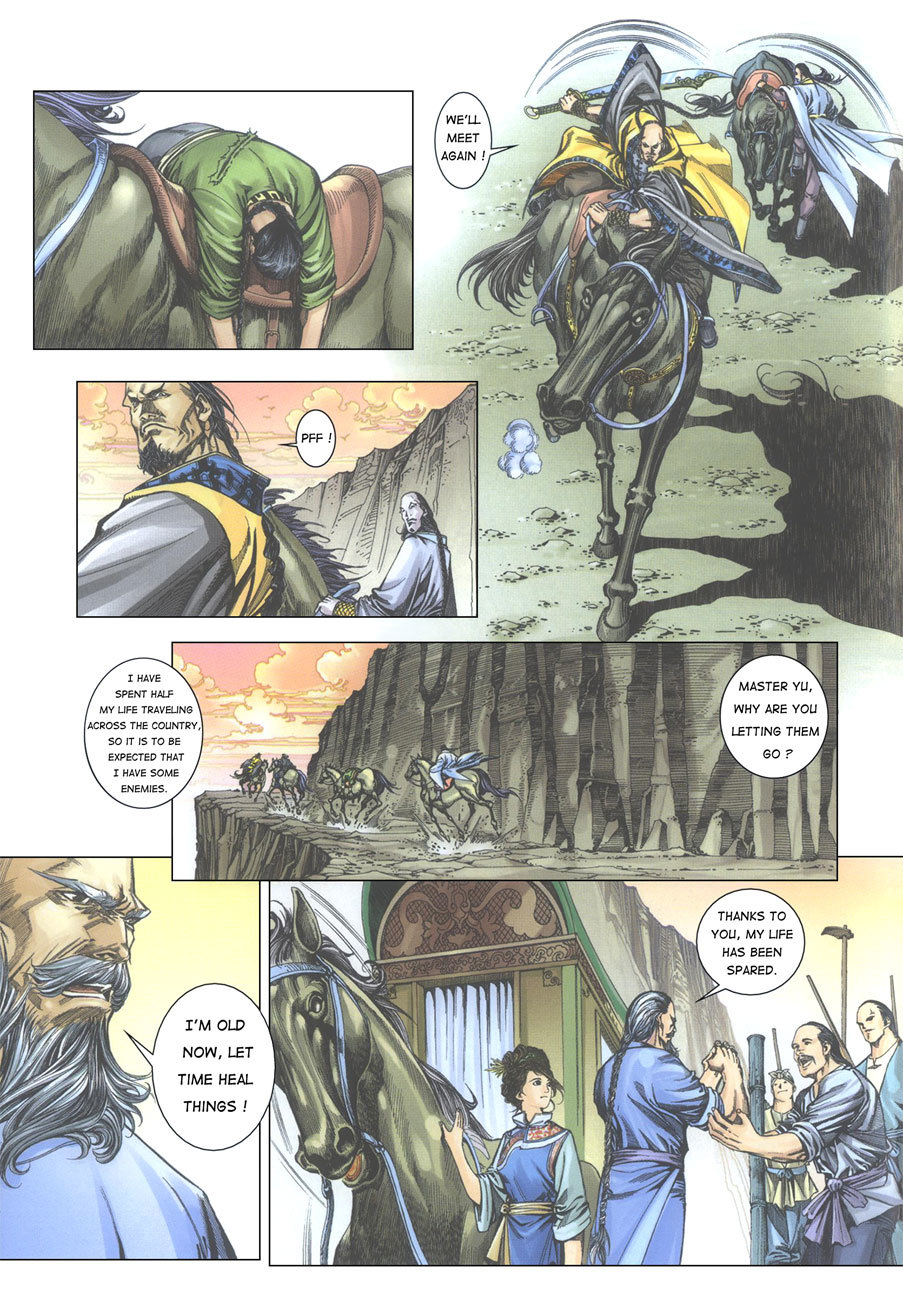 WE'LL
MEET
AGAIN !
PFF !
MASTER YU,
WHY ARE YOU
LETTING THEM
GO ?
I HAVE
SPENT HALF
MY LIFE TRAVELING
ACROSS THE COUNTRY,
SO IT IS TO BE
EXPECTED THAT
I HAVE SOME
ENEMIES.
I'M OLD
NOW, LET
TIME HEAL
THINGS !
THANKS TO
YOU, MY LIFE
HAS BEEN
SPARED.